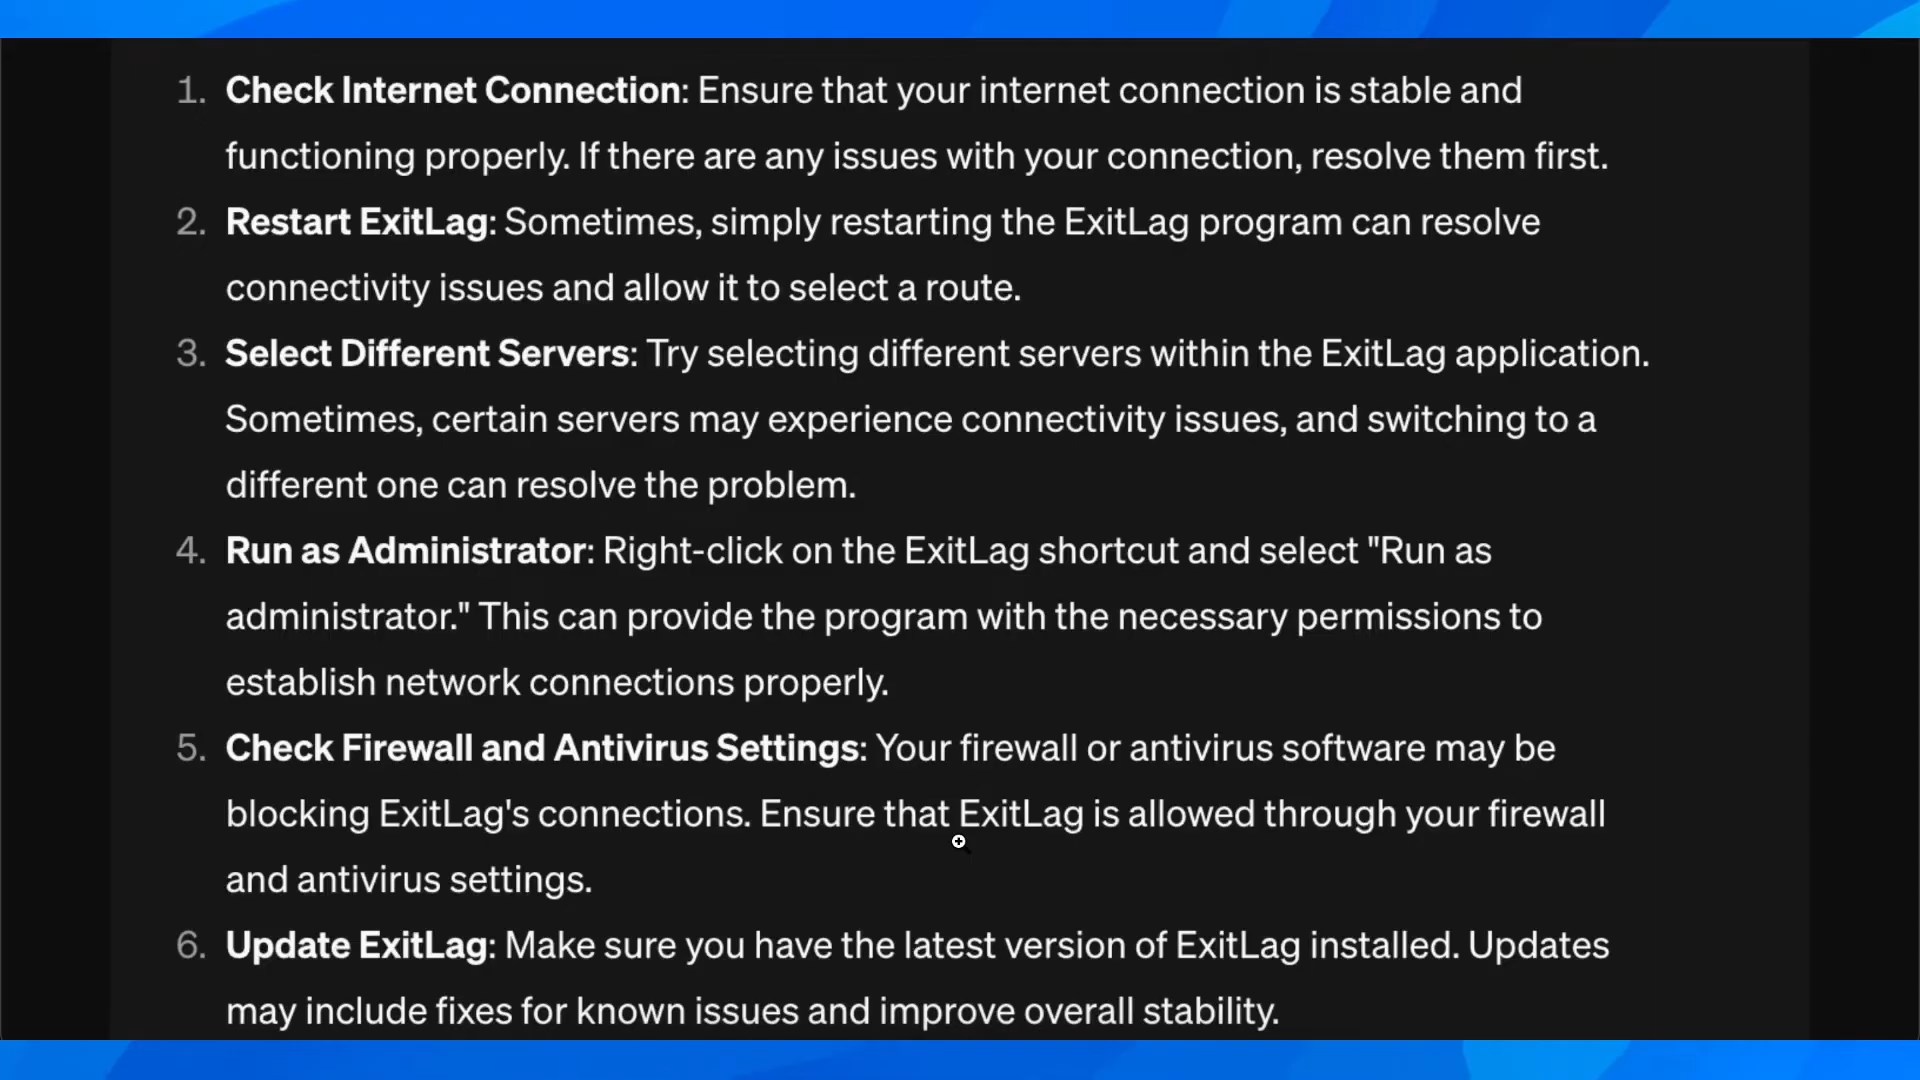 1. Check Internet Connection: Ensure that your internet connection is stable and
functioning properly. If there are any issues with your connection, resolve them first.
2. Restart ExitLag: Sometimes, simply restarting the ExitLag program can resolve
connectivity issues and allow it to select a route.
3. Select Different Servers: Try selecting different servers within the ExitLag application.
Sometimes, certain servers may experience connectivity issues, and switching to a
different one can resolve the problem.
4. Run as Administrator: Right-click on the ExitLag shortcut and select "Run as
administrator." This can provide the program with the necessary permissions to
establish network connections properly.
5. Check Firewall and Antivirus Settings: Your firewall or antivirus software may be
blocking ExitLag's connections. Ensure that ExitLag is allowed through your firewall
and antivirus settings.
6. Update ExitLag: Make sure you have the latest version of ExitLag installed. Updates
may include fixes for known issues and improve overall stability.